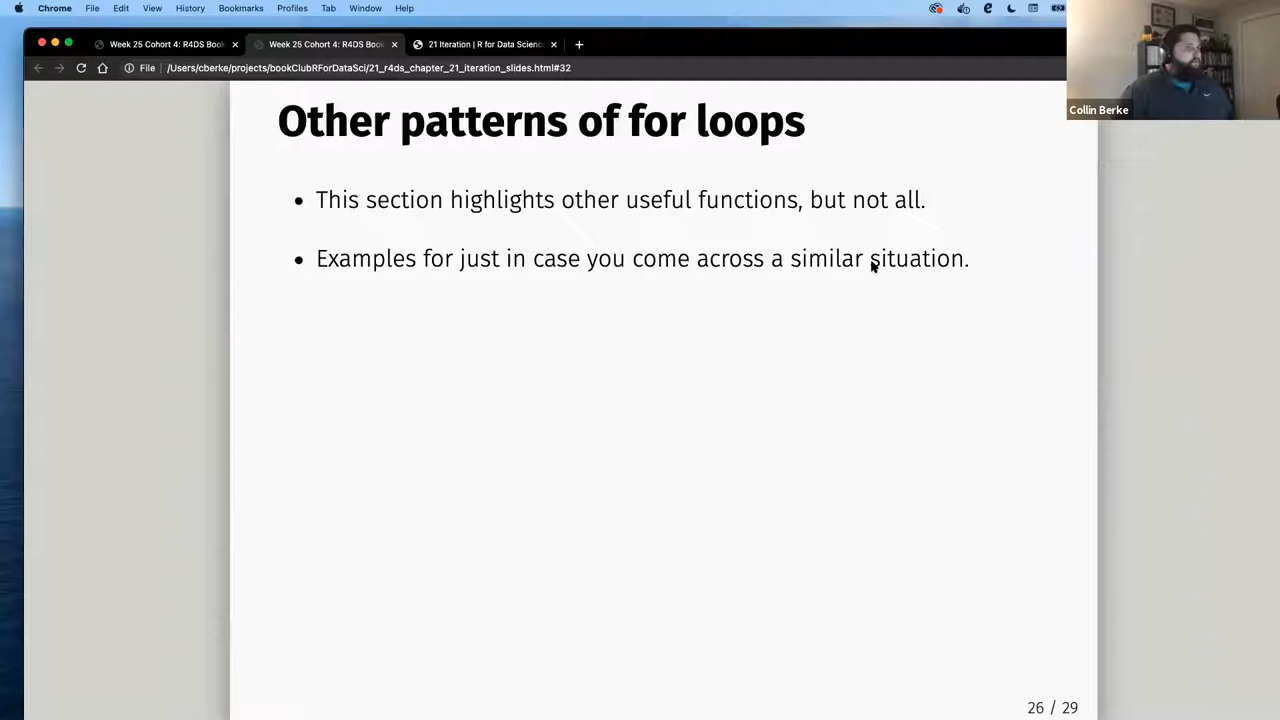 Chrome File Edit View History Bookmarks Profiles Tab Window Help
Week 25 Cohort 4: R4DS Boo
Week 25 Cohort 4: R4DS Boo
21 Iteration | R for Data Scienc
File /Users/cberke/projects/bookClubRForDataSci/21_r4ds_chapter_21_iteration_slides.html#32
Collin Berke
Other patterns of for loops
• This section highlights other useful functions, but not all.
• Examples for just in case you come across a similar situation.
26 / 29